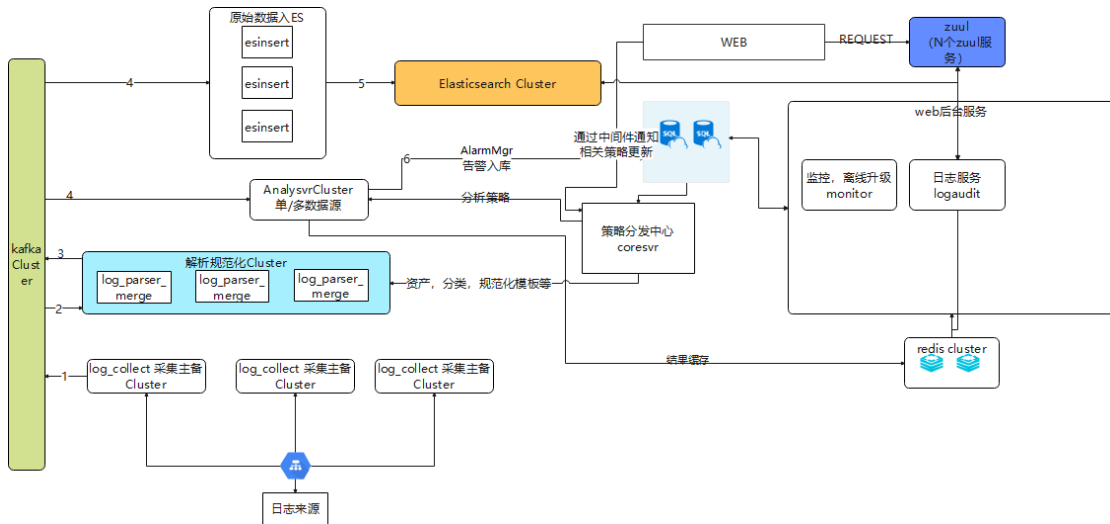 原始数据入ES
esinsert
esinsert
esinsert
4
5
Elasticsearch Cluster
WEB
REQUEST
zuul
（N个zuul服
务）
web后台服务
监控，离线升级
monitor
日志服务
logaudit
SQL
SQL
通过中间件通知
相关策略更新
6
AlarmMgr
告警入库
4
AnalysvrCluster
单/多数据源
分析策略
策略分发中心
coresvr
kafka
Clust
er
3
2
解析规范化Cluster
log_parser_
merge
log_parser_
merge
log_parser_
merge
资产，分类，规范化模板等
结果缓存
redis cluster
1
log_collect 采集主备
Cluster
log_collect 采集主备
Cluster
log_collect 采集主备
Cluster
日志来源